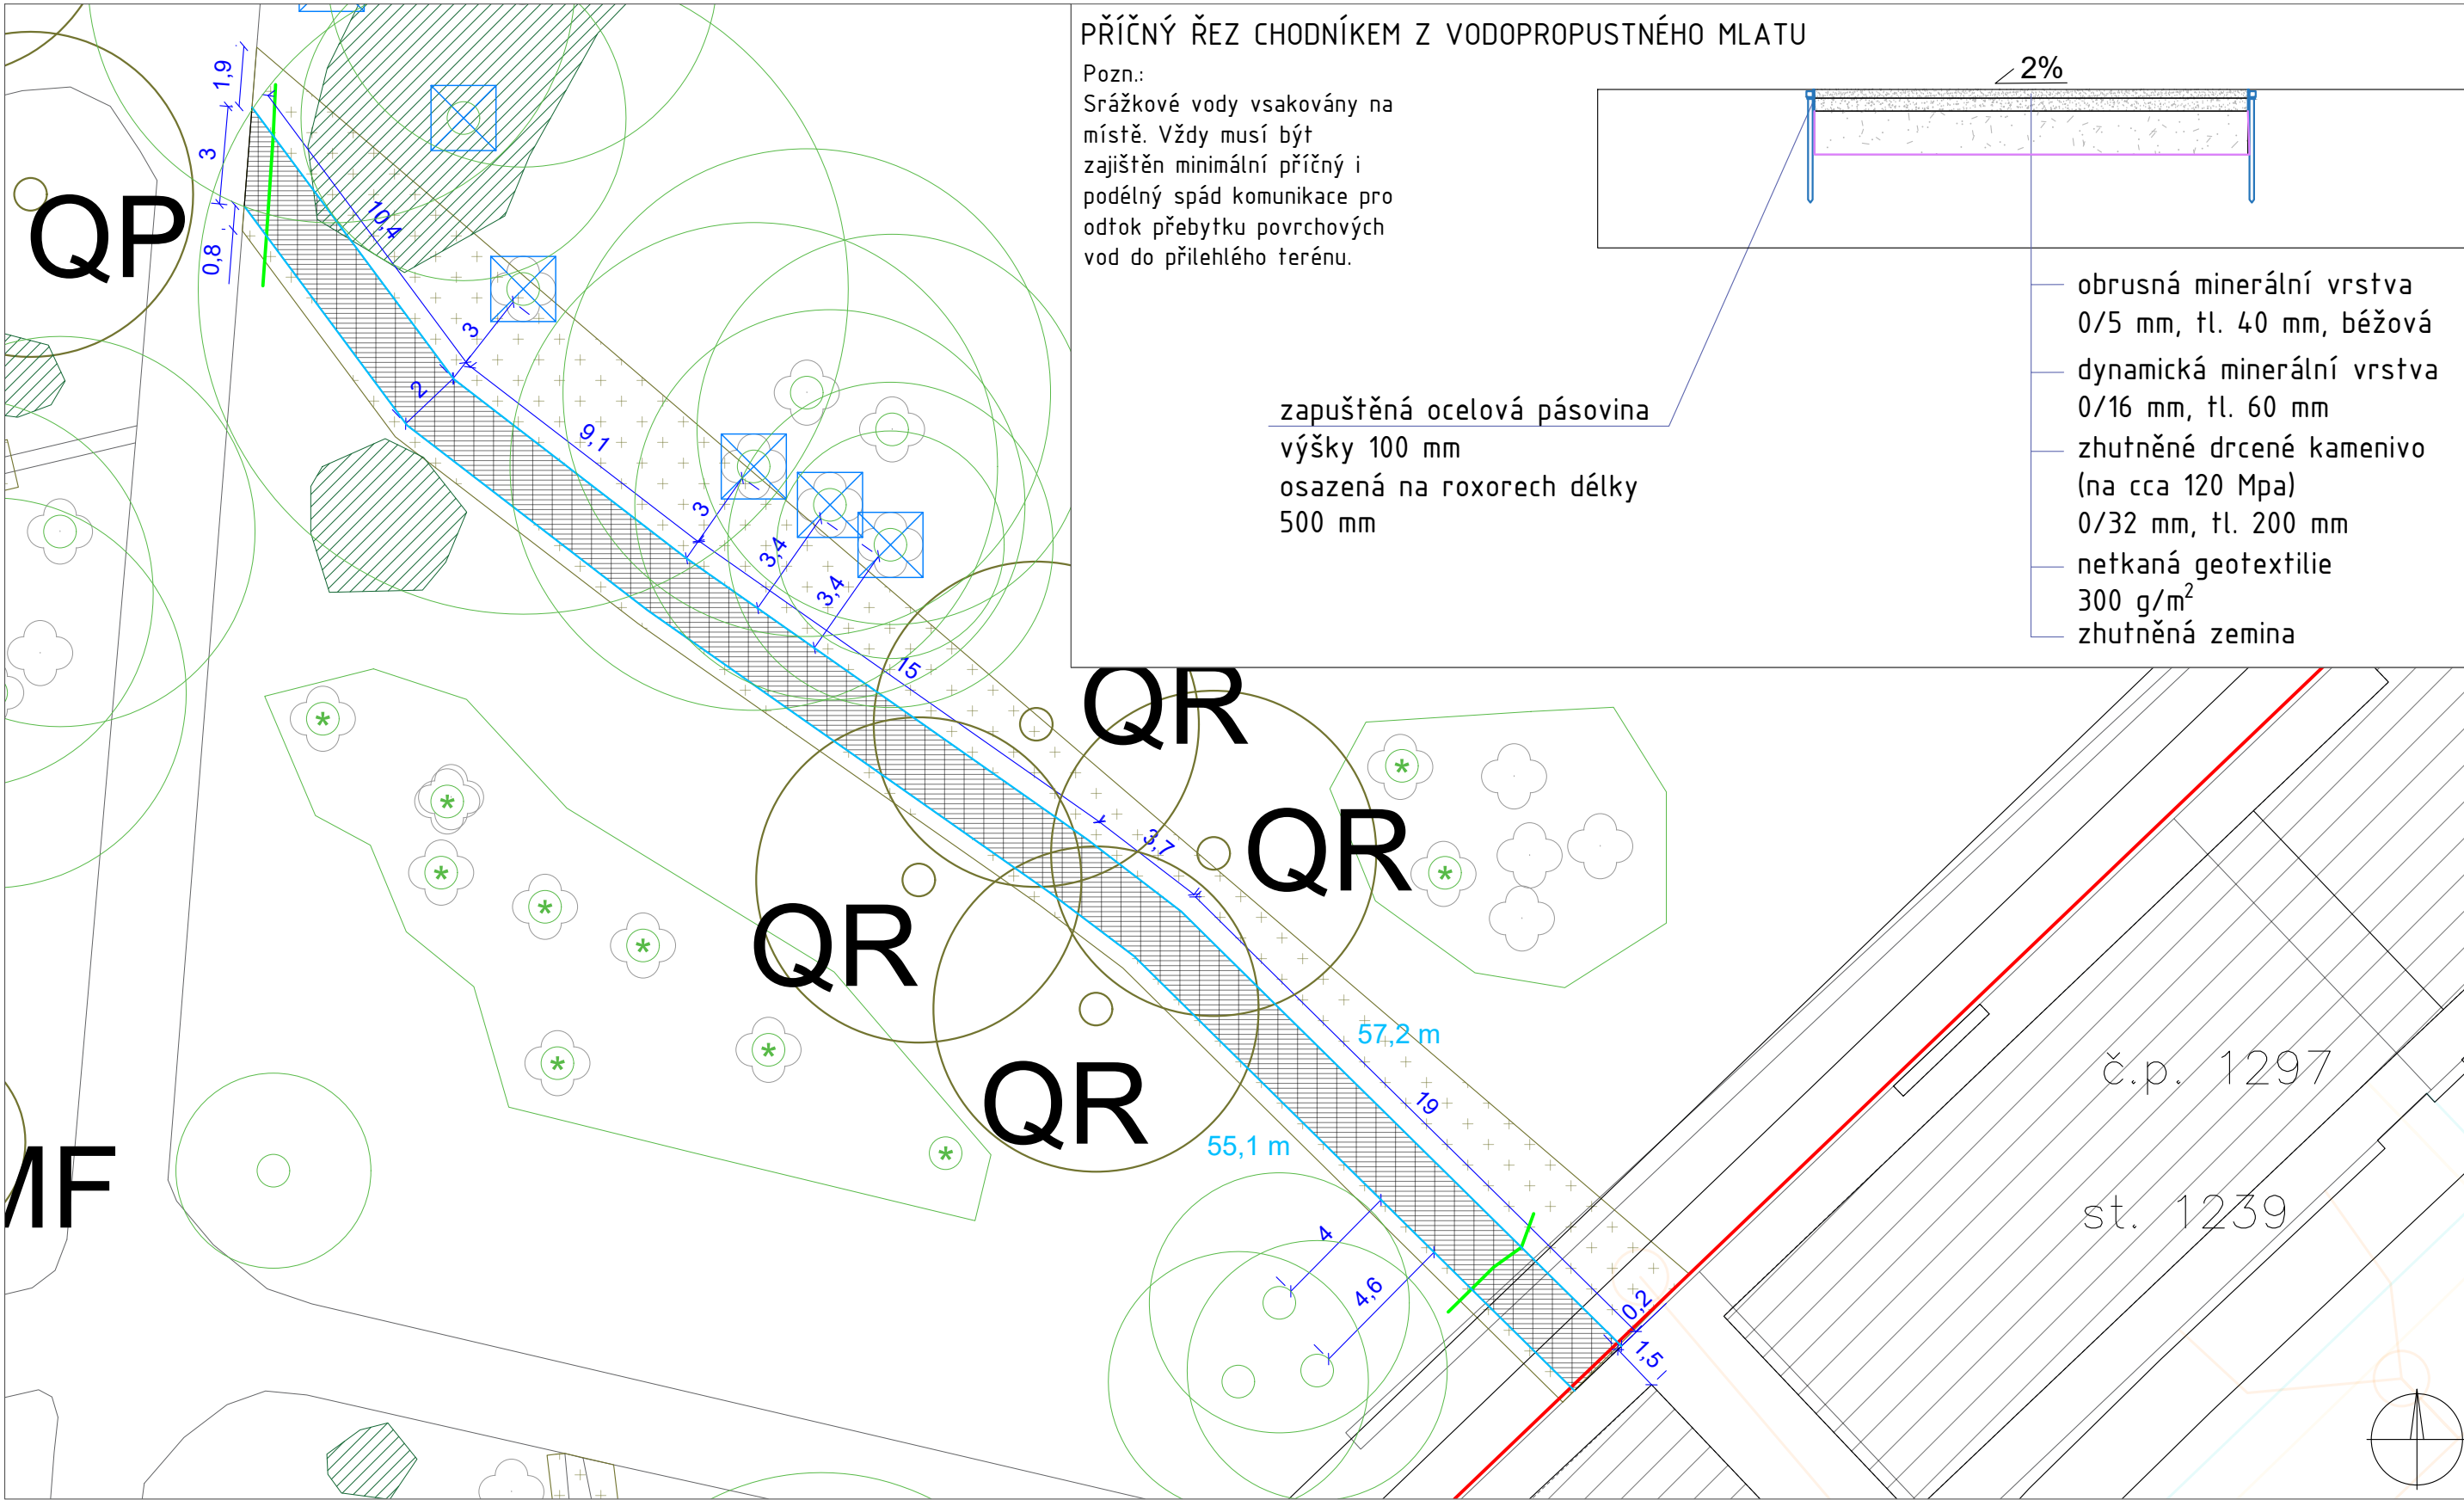 PŘÍČNÝ ŘEZ CHODNÍKEM Z VODOPROPUSTNÉHO MLATU
Pozn.:
Srážkové vody vsakovány na
místě. Vždy musí být
zajištěn minimální příčný i
podélný spád komunikace pro
odtok přebytku povrchových
vod do přilehlého terénu.
2%
obrusná minerální vrstva
0/5 mm, tl. 40 mm, béžová
dynamická minerální vrstva
0/16 mm, tl. 60 mm
zhutněné drcené kamenivo
(na cca 120 Mpa)
0/32 mm, tl. 200 mm
netkaná geotextilie
300 g/m²
zhutněná zemina
zapuštěná ocelová pásovina
výšky 100 mm
osazená na roxorech délky
500 mm
1,9
3
0,8
QP
10,4
3
2
9,1
3
3,4
3,4
15
QR
3,7
QR
QR
QR
57,2 m
19
55,1 m
4
4,6
0,2
1,5
č.p. 1297
st. 1239
MF